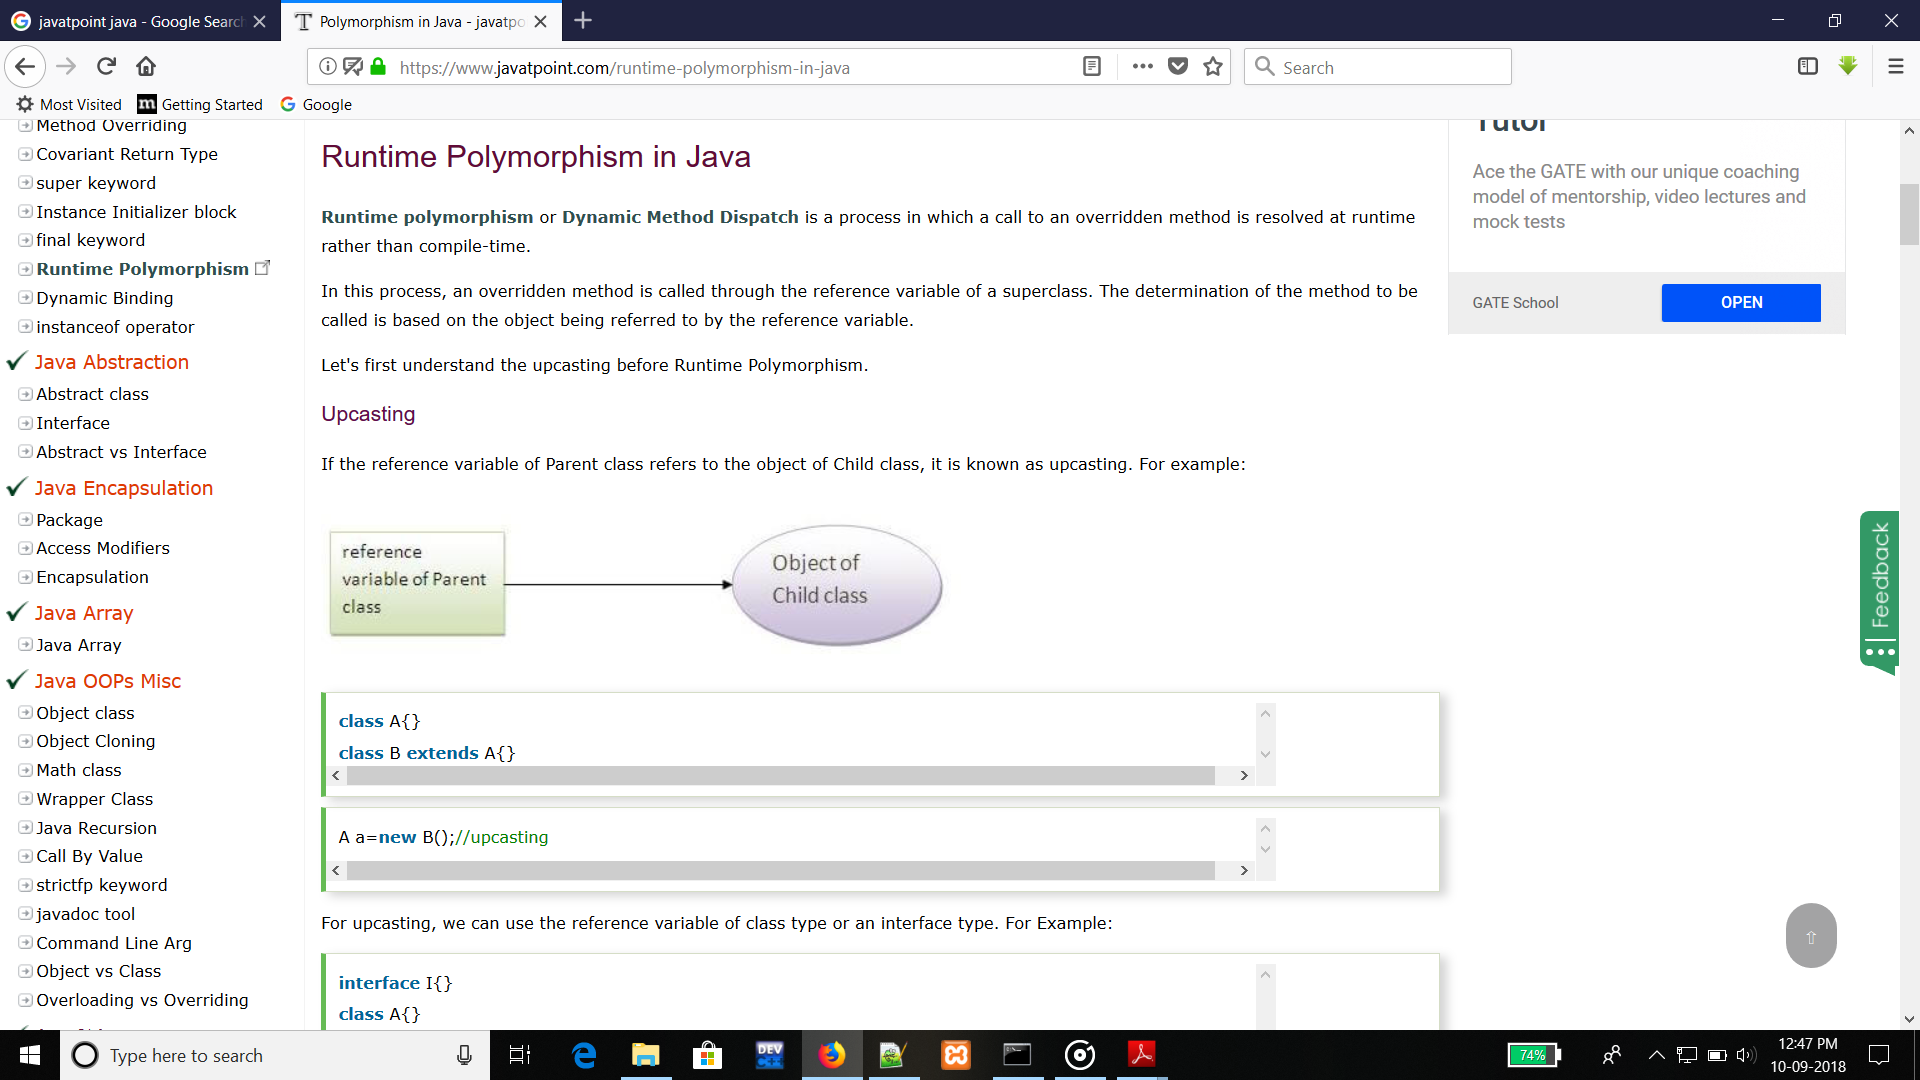 javatpoint java - Google Search
Polymorphism in Java - javatpo
https://www.javatpoint.com/runtime-polymorphism-in-java
Search
Most Visited
Getting Started
Google
Method Overriding
Covariant Return Type
super keyword
Instance Initializer block
final keyword
Runtime Polymorphism
Dynamic Binding
instanceof operator
Java Abstraction
Abstract class
Interface
Abstract vs Interface
Java Encapsulation
Package
Access Modifiers
Encapsulation
Java Array
Java Array
Java OOPs Misc
Object class
Object Cloning
Math class
Wrapper Class
Java Recursion
Call By Value
strictfp keyword
javadoc tool
Command Line Arg
Object vs Class
Overloading vs Overriding
Runtime Polymorphism in Java
Runtime polymorphism or Dynamic Method Dispatch is a process in which a call to an overridden method is resolved at runtime
rather than compile-time.
In this process, an overridden method is called through the reference variable of a superclass. The determination of the method to be
called is based on the object being referred to by the reference variable.
Let's first understand the upcasting before Runtime Polymorphism.
Upcasting
If the reference variable of Parent class refers to the object of Child class, it is known as upcasting. For example:
reference
variable of Parent
class
Object of
Child class
class A{}
class B extends A{}
A a=new B();//upcasting
For upcasting, we can use the reference variable of class type or an interface type. For Example:
interface I{}
class A{}
Tutor
Ace the GATE with our unique coaching
model of mentorship, video lectures and
mock tests
GATE School
OPEN
Feedback
Type here to search
DEV
74%
12:47 PM
10-09-2018